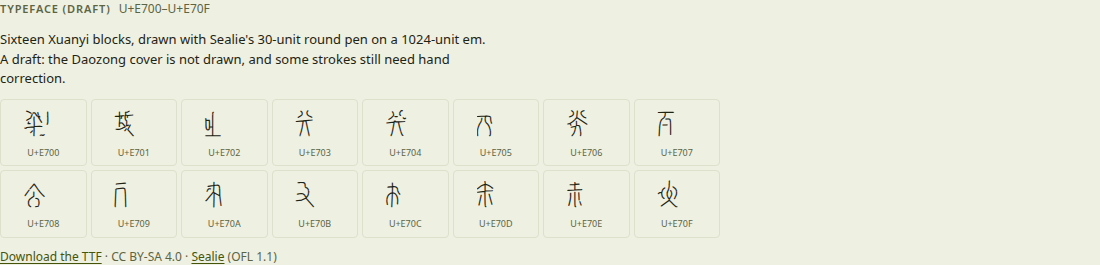 TYPEFACE (DRAFT) U+E700–U+E70F
Sixteen Xuanyi blocks, drawn with Sealie's 30-unit round pen on a 1024-unit em.
A draft: the Daozong cover is not drawn, and some strokes still need hand
correction.
U+E700 U+E701 U+E702 U+E703 U+E704 U+E705 U+E706 U+E707
U+E708 U+E709 U+E70A U+E70B U+E70C U+E70D U+E70E U+E70F
Download the TTF · CC BY-SA 4.0 · Sealie (OFL 1.1)